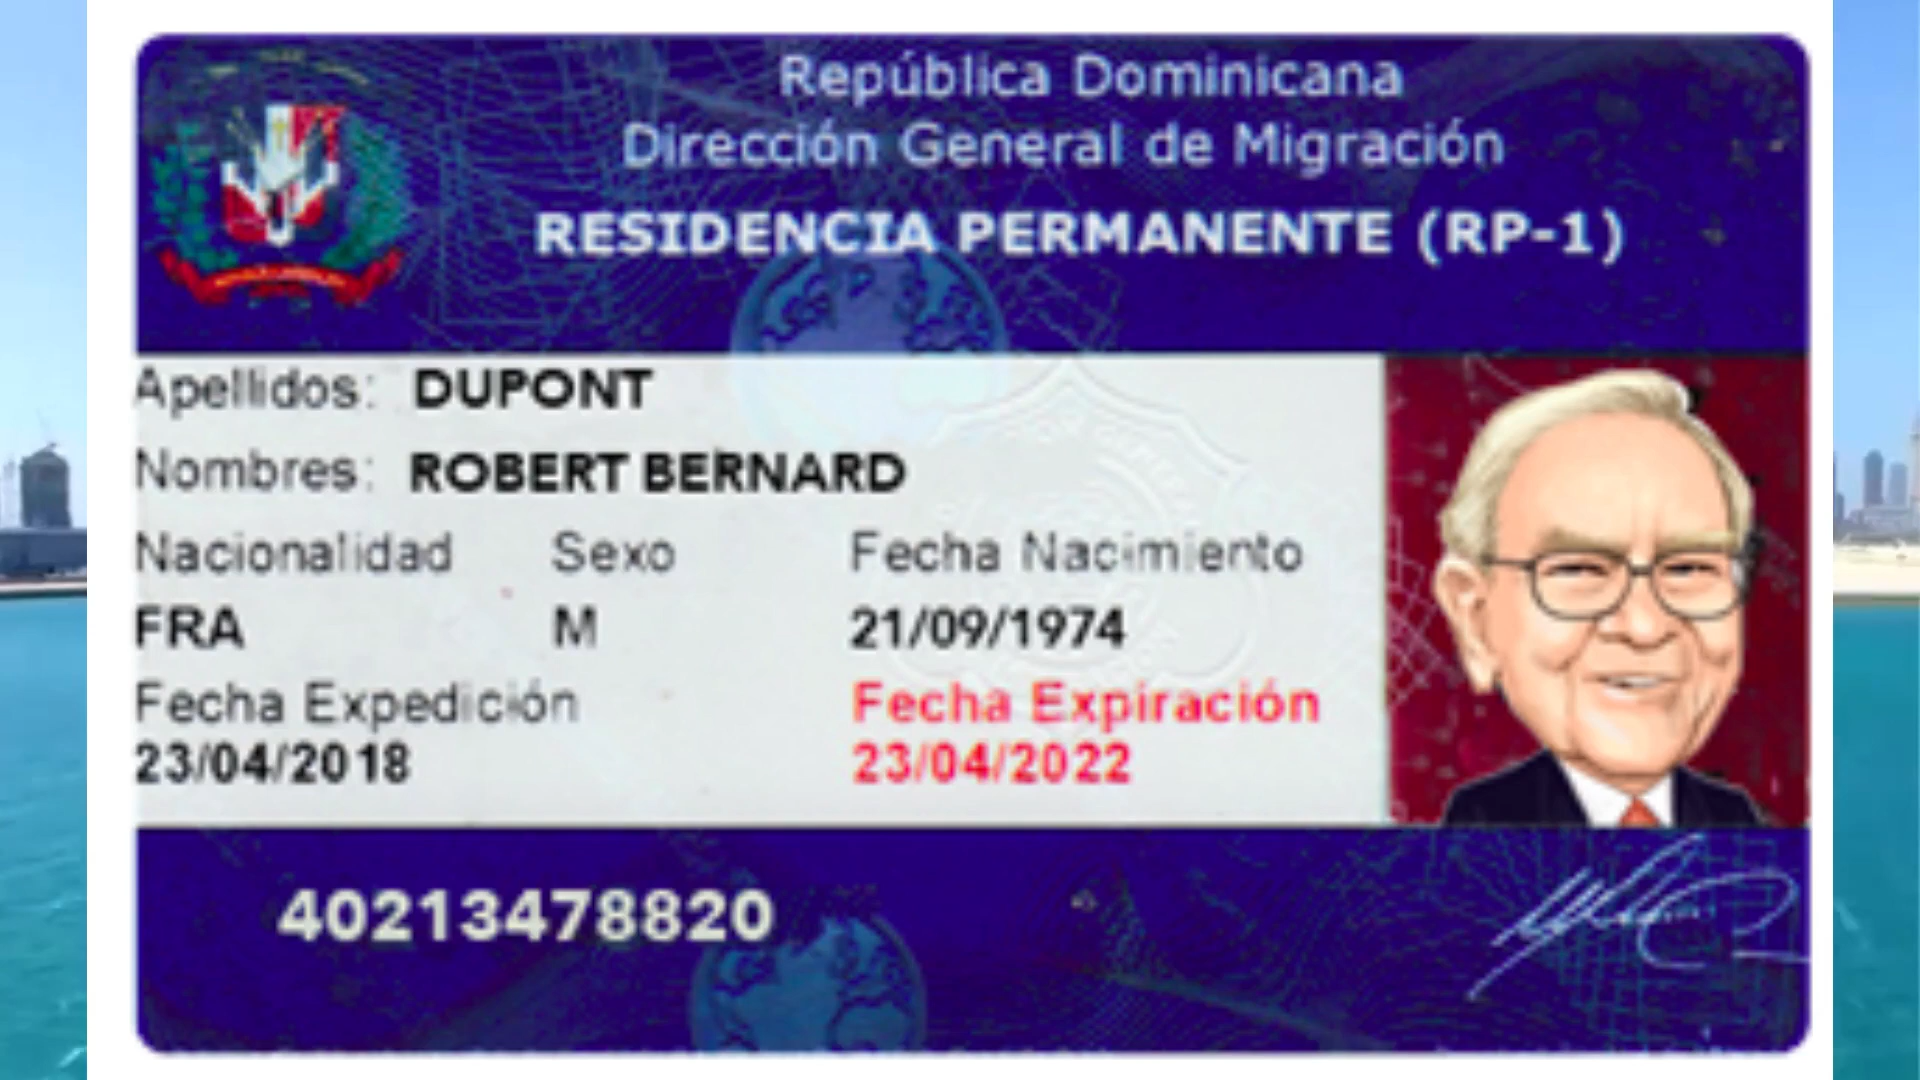 República Dominicana
Dirección General de Migración
RESIDENCIA PERMANENTE (RP-1)
Apellidos: DUPONT
Nombres: ROBERT BERNARD
Nacionalidad Sexo Fecha Nacimiento
FRA M 21/09/1974
Fecha Expedición Fecha Expiración
23/04/2018 23/04/2022
40213478820